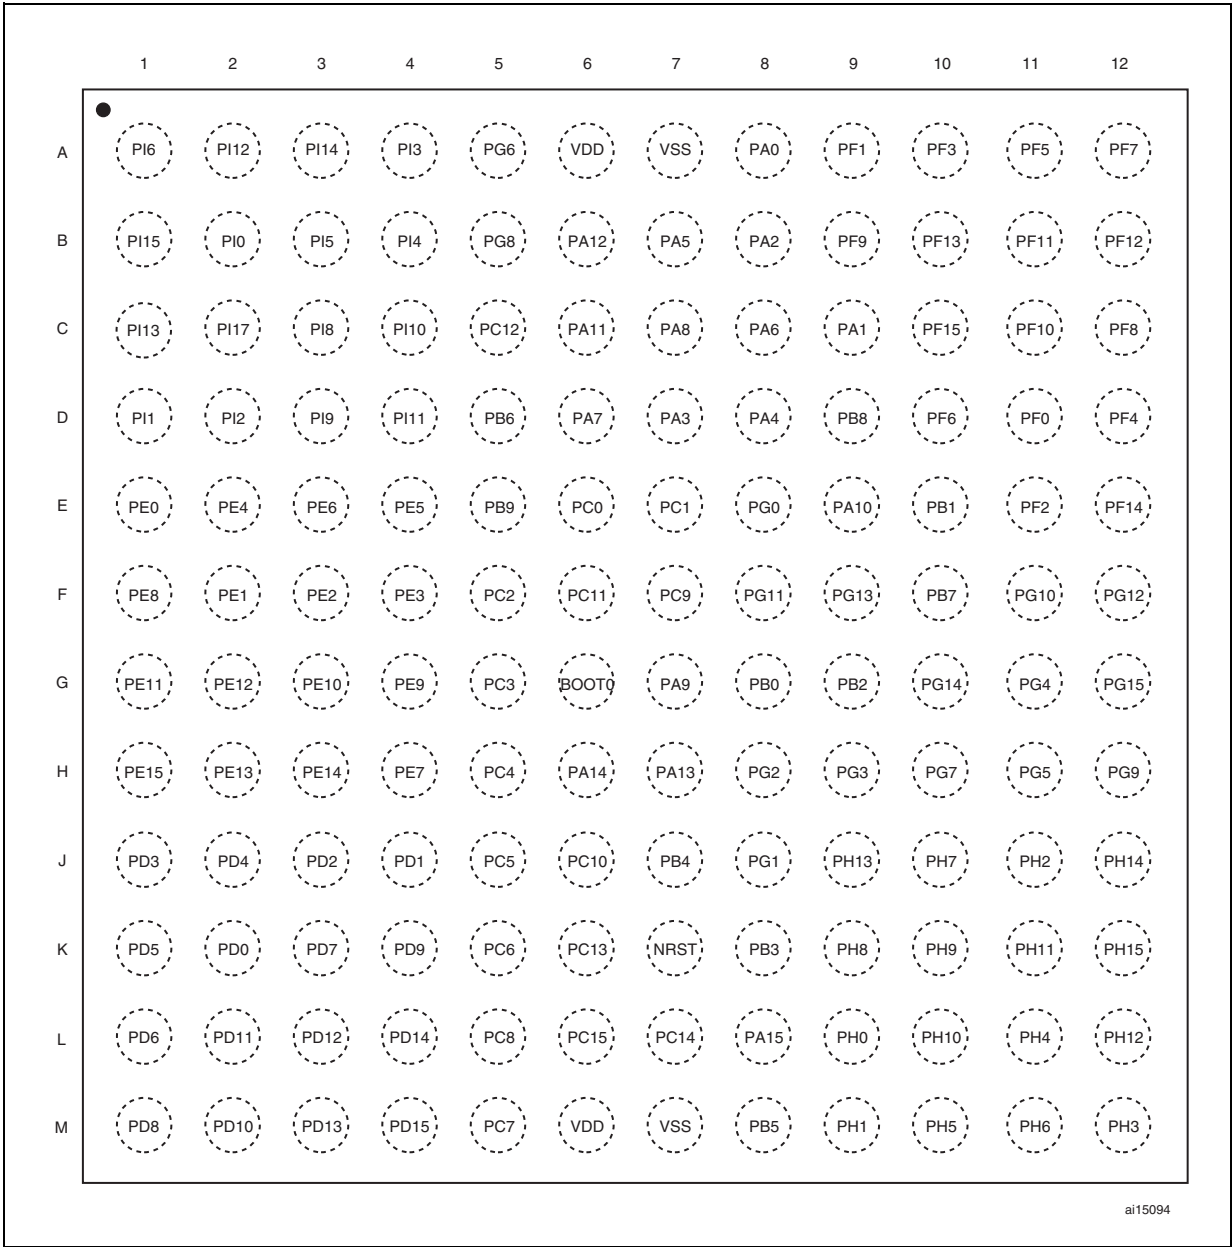 1 2 3 4 5 6 7 8 9 10 11 12
A PI6 PI12 PI14 PI3 PG6 VDD VSS PA0 PF1 PF3 PF5 PF7
B PI15 PI0 PI5 PI4 PG8 PA12 PA5 PA2 PF9 PF13 PF11 PF12
C PI13 PI17 PI8 PI10 PC12 PA11 PA8 PA6 PA1 PF15 PF10 PF8
D PI1 PI2 PI9 PI11 PB6 PA7 PA3 PA4 PB8 PF6 PF0 PF4
E PE0 PE4 PE6 PE5 PB9 PC0 PC1 PG0 PA10 PB1 PF2 PF14
F PE8 PE1 PE2 PE3 PC2 PC11 PC9 PG11 PG13 PB7 PG10 PG12
G PE11 PE12 PE10 PE9 PC3 BOOT0 PA9 PB0 PB2 PG14 PG4 PG15
H PE15 PE13 PE14 PE7 PC4 PA14 PA13 PG2 PG3 PG7 PG5 PG9
J PD3 PD4 PD2 PD1 PC5 PC10 PB4 PG1 PH13 PH7 PH2 PH14
K PD5 PD0 PD7 PD9 PC6 PC13 NRST PB3 PH8 PH9 PH11 PH15
L PD6 PD11 PD12 PD14 PC8 PC15 PC14 PA15 PH0 PH10 PH4 PH12
M PD8 PD10 PD13 PD15 PC7 VDD VSS PB5 PH1 PH5 PH6 PH3
ai15094